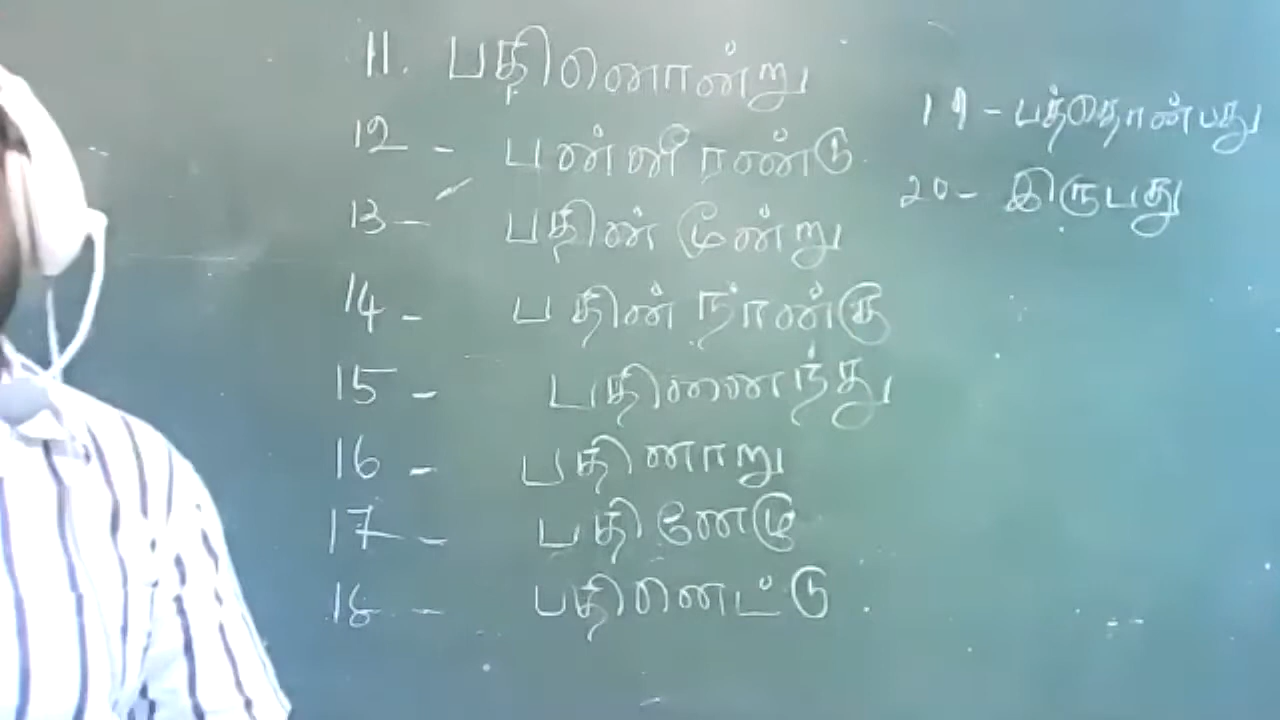 11. பதினொன்று
12 - பன்னிரண்டு
13 - பதின் மூன்று
14 - பதின் நான்கு
15 - பதினைந்து
16 - பதினாறு
17 - பதினேழு
18 - பதினெட்டு
19 - பத்தொன்பது
20 - இருபது